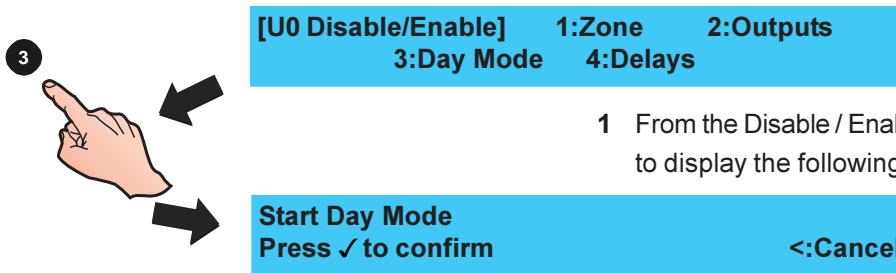 3
[U0 Disable/Enable] 1:Zone 2:Outputs
3:Day Mode 4:Delays
1 From the Disable / Enab
to display the following
Start Day Mode
Press ✓ to confirm <:Cancel